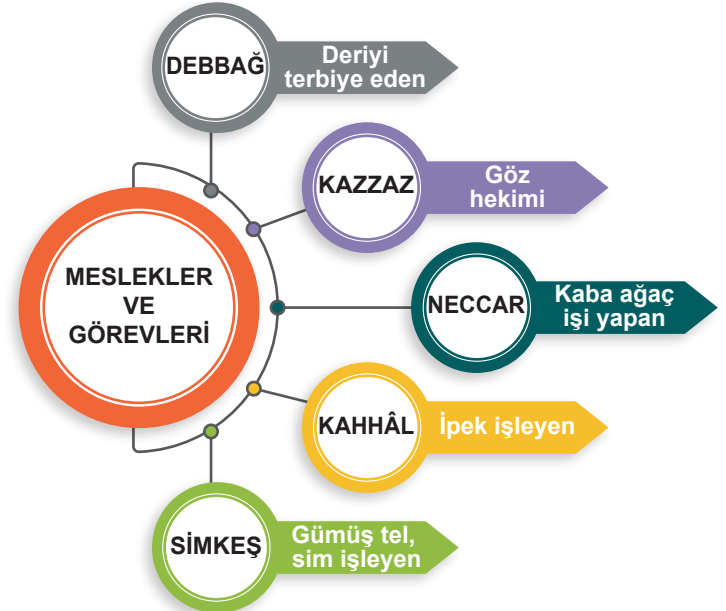 DEBBAĞ
Deriyi
terbiye eden
KAZZAZ
Göz
hekimi
MESLEKLER
VE
GÖREVLERİ
NECCAR
Kaba ağaç
işi yapan
KAHHÂL
İpek işleyen
SİMKEŞ
Gümüş tel,
sim işleyen